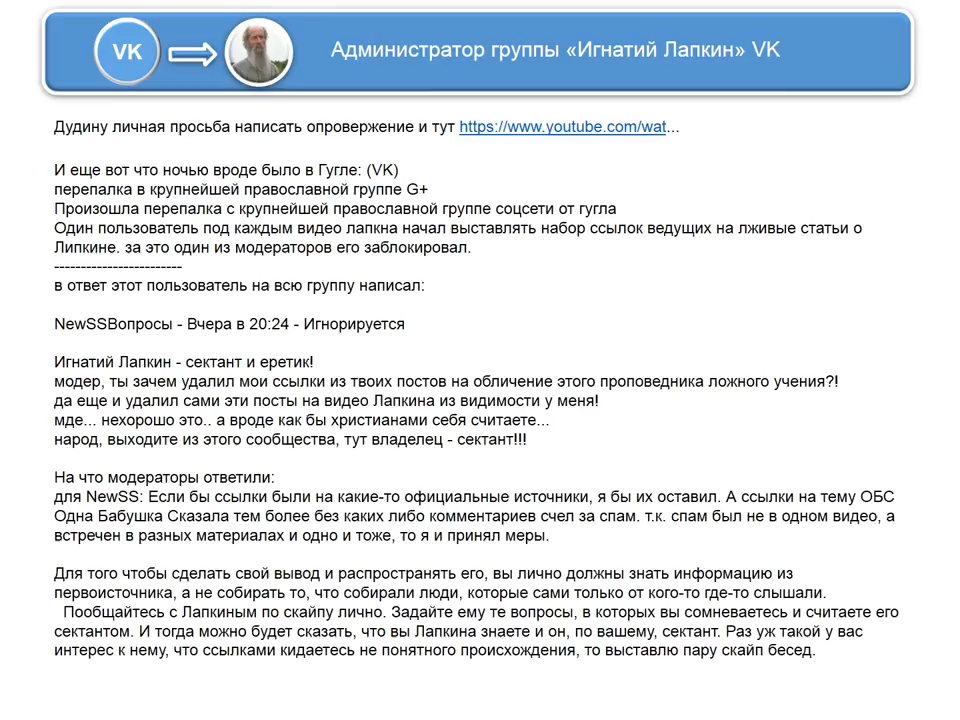 VK
Администратор группы «Игнатий Лапкин» VK
Дудину личная просьба написать опровержение и тут https://www.youtube.com/wat...
И еще вот что ночью вроде было в Гугле: (VK)
перепалка в крупнейшей православной группе G+
Произошла перепалка с крупнейшей православной группе соцсети от гугла
Один пользователь под каждым видео лапкна начал выставлять набор ссылок ведущих на лживые статьи о
Липкине. за это один из модераторов его заблокировал.
------------------------
в ответ этот пользователь на всю группу написал:
NewSSВопросы - Вчера в 20:24 - Игнорируется
Игнатий Лапкин - сектант и еретик!
модер, ты зачем удалил мои ссылки из твоих постов на обличение этого проповедника ложного учения?!
да еще и удалил сами эти посты на видео Лапкина из видимости у меня!
мде... нехорошо это.. а вроде как бы христианами себя считаете...
народ, выходите из этого сообщества, тут владелец - сектант!!!
На что модераторы ответили:
для NewSS: Если бы ссылки были на какие-то официальные источники, я бы их оставил. А ссылки на тему ОБС
Одна Бабушка Сказала тем более без каких либо комментариев счел за спам. т.к. спам был не в одном видео, а
встречен в разных материалах и одно и тоже, то я и принял меры.
Для того чтобы сделать свой вывод и распространять его, вы лично должны знать информацию из
первоисточника, а не собирать то, что собирали люди, которые сами только от кого-то где-то слышали.
Пообщайтесь с Лапкиным по скайпу лично. Задайте ему те вопросы, в которых вы сомневаетесь и считаете его
сектантом. И тогда можно будет сказать, что вы Лапкина знаете и он, по вашему, сектант. Раз уж такой у вас
интерес к нему, что ссылками кидаетесь не понятного происхождения, то выставлю пару скайп бесед.